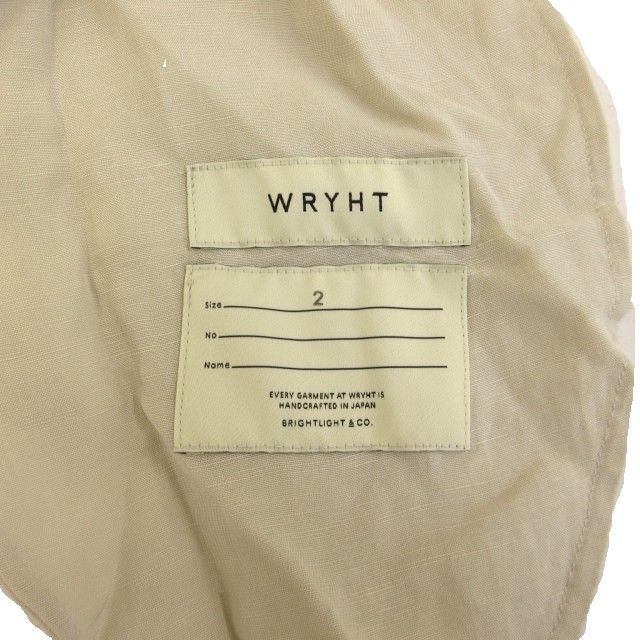 WRYHT
Size 2
No
Name
EVERY GARMENT AT WRYHT IS
HANDCRAFTED IN JAPAN
BRIGHTLIGHT & CO.